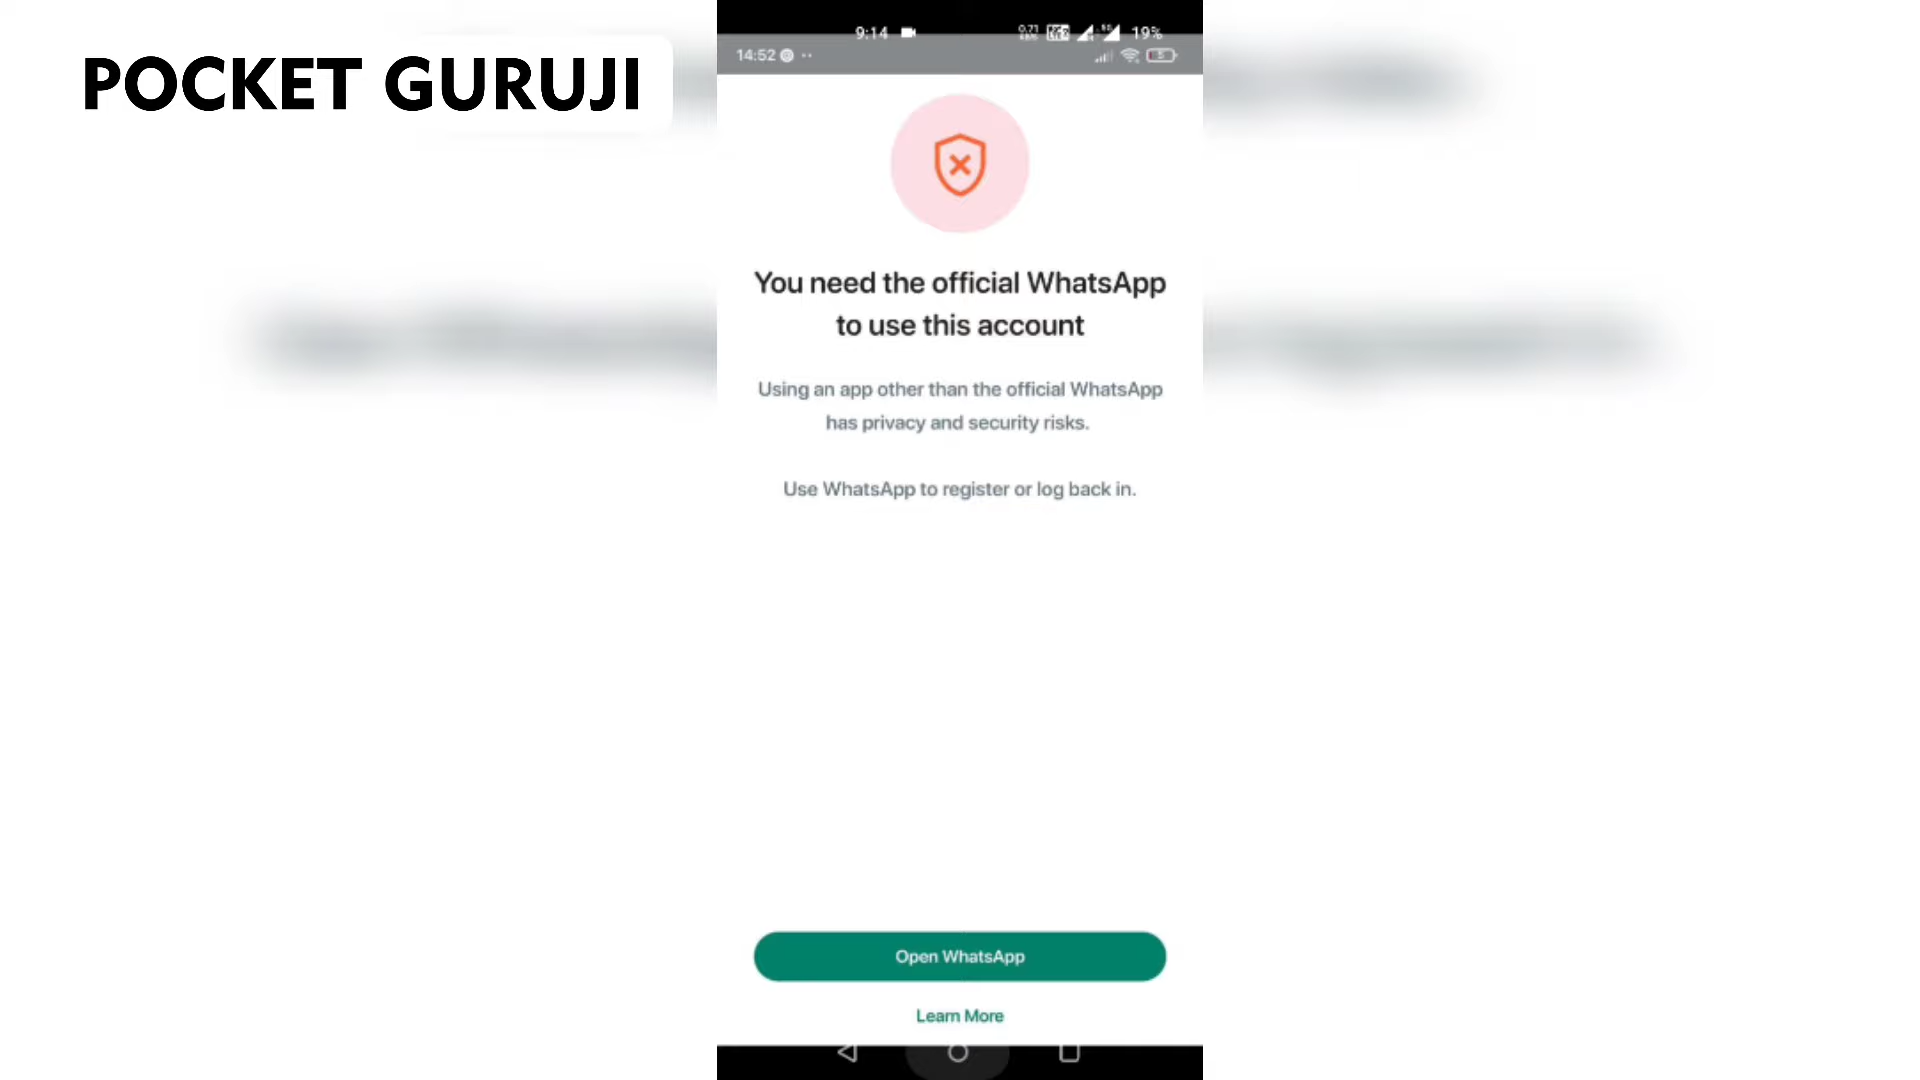 POCKET GURUJI
9:14
19%
14:52
You need the official WhatsApp
to use this account
Using an app other than the official WhatsApp
has privacy and security risks.
Use WhatsApp to register or log back in.
Open WhatsApp
Learn More